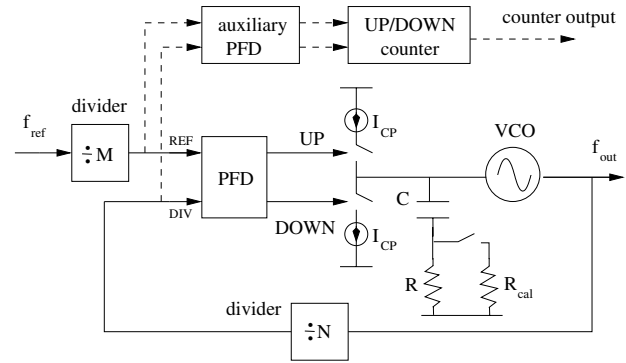 auxiliary
PFD
UP/DOWN
counter
counter output
divider
f_ref
÷M
REF
DIV
PFD
UP
DOWN
I_CP
I_CP
VCO
f_out
C
R
R_cal
divider
÷N